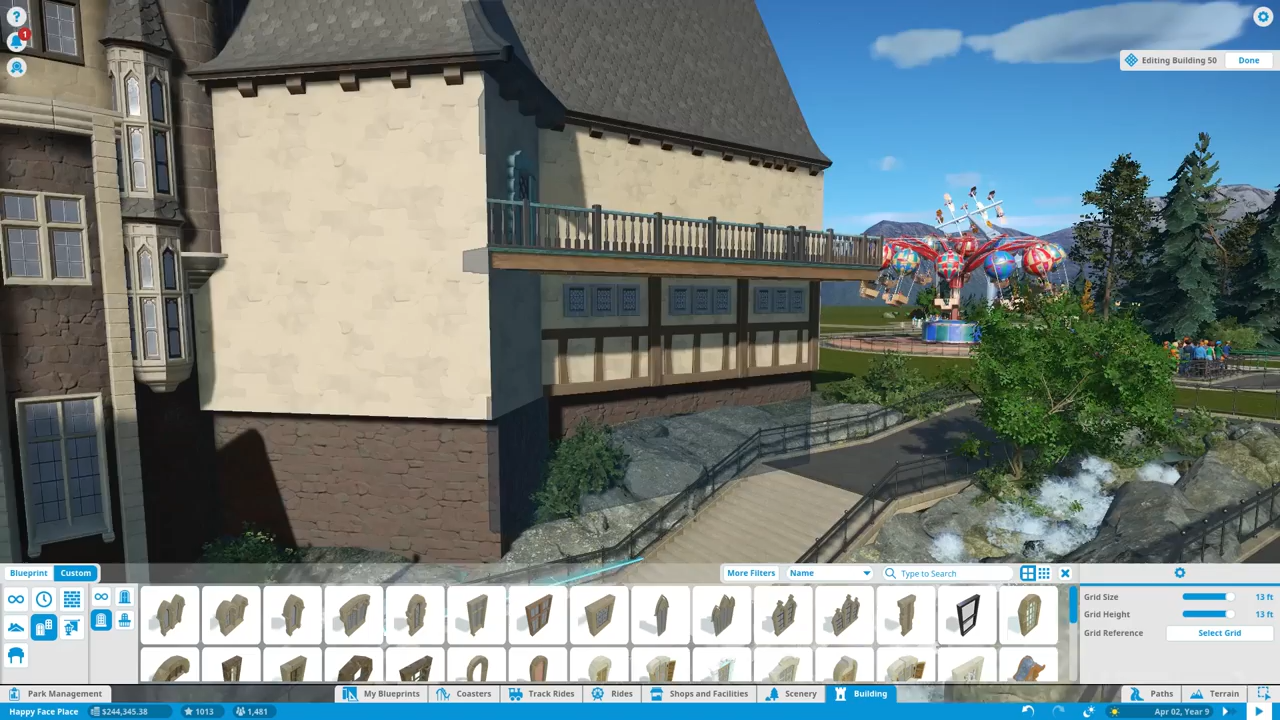 ?
1
Editing Building 50 Done
Blueprint Custom
More Filters Name Type to Search
Grid Size 13 ft
Grid Height 13 ft
Grid Reference Select Grid
Park Management My Blueprints Coasters Track Rides Rides Shops and Facilities Scenery Building Paths Terrain
Happy Face Place $244,345.38 1013 1,481 Apr 02, Year 9